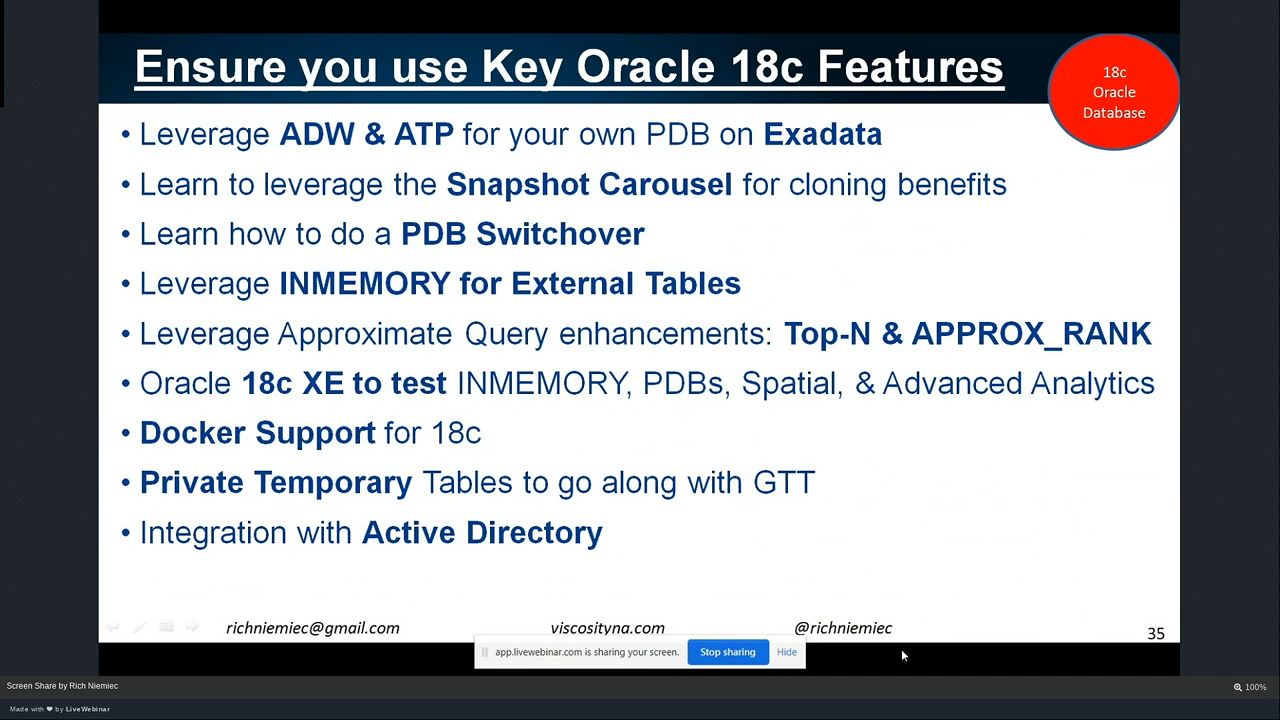 Ensure you use Key Oracle 18c Features
18c
Oracle
Database
• Leverage ADW & ATP for your own PDB on Exadata
• Learn to leverage the Snapshot Carousel for cloning benefits
• Learn how to do a PDB Switchover
• Leverage INMEMORY for External Tables
• Leverage Approximate Query enhancements: Top-N & APPROX_RANK
• Oracle 18c XE to test INMEMORY, PDBs, Spatial, & Advanced Analytics
• Docker Support for 18c
• Private Temporary Tables to go along with GTT
• Integration with Active Directory
richniemiec@gmail.com viscosityna.com @richniemiec 35
app.livewebinar.com is sharing your screen. Stop sharing Hide
Screen Share by Rich Niemiec 100%
Made with ❤ by LiveWebinar